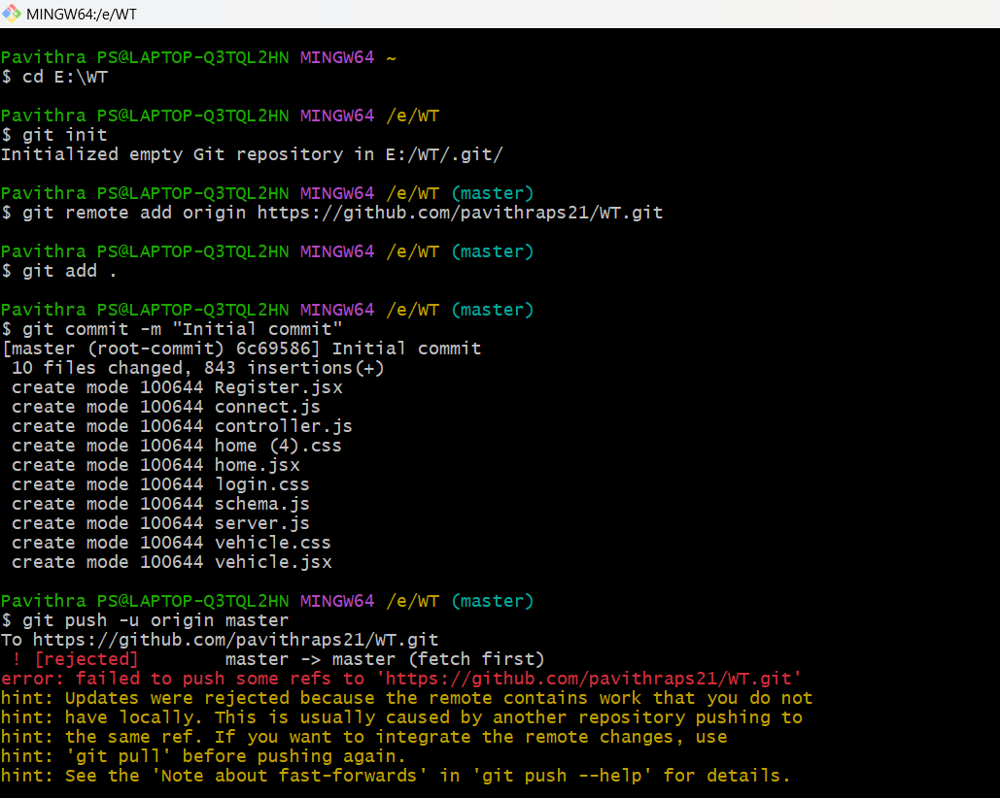 MINGW64:/e/WT
Pavithra PS@LAPTOP-Q3TQL2HN MINGW64 ~
$ cd E:\WT
Pavithra PS@LAPTOP-Q3TQL2HN MINGW64 /e/WT
$ git init
Initialized empty Git repository in E:/WT/.git/
Pavithra PS@LAPTOP-Q3TQL2HN MINGW64 /e/WT (master)
$ git remote add origin https://github.com/pavithraps21/WT.git
Pavithra PS@LAPTOP-Q3TQL2HN MINGW64 /e/WT (master)
$ git add .
Pavithra PS@LAPTOP-Q3TQL2HN MINGW64 /e/WT (master)
$ git commit -m "Initial commit"
[master (root-commit) 6c69586] Initial commit
 10 files changed, 843 insertions(+)
 create mode 100644 Register.jsx
 create mode 100644 connect.js
 create mode 100644 controller.js
 create mode 100644 home (4).css
 create mode 100644 home.jsx
 create mode 100644 login.css
 create mode 100644 schema.js
 create mode 100644 server.js
 create mode 100644 vehicle.css
 create mode 100644 vehicle.jsx
Pavithra PS@LAPTOP-Q3TQL2HN MINGW64 /e/WT (master)
$ git push -u origin master
To https://github.com/pavithraps21/WT.git
 ! [rejected]        master -> master (fetch first)
error: failed to push some refs to 'https://github.com/pavithraps21/WT.git'
hint: Updates were rejected because the remote contains work that you do not
hint: have locally. This is usually caused by another repository pushing to
hint: the same ref. If you want to integrate the remote changes, use
hint: 'git pull' before pushing again.
hint: See the 'Note about fast-forwards' in 'git push --help' for details.